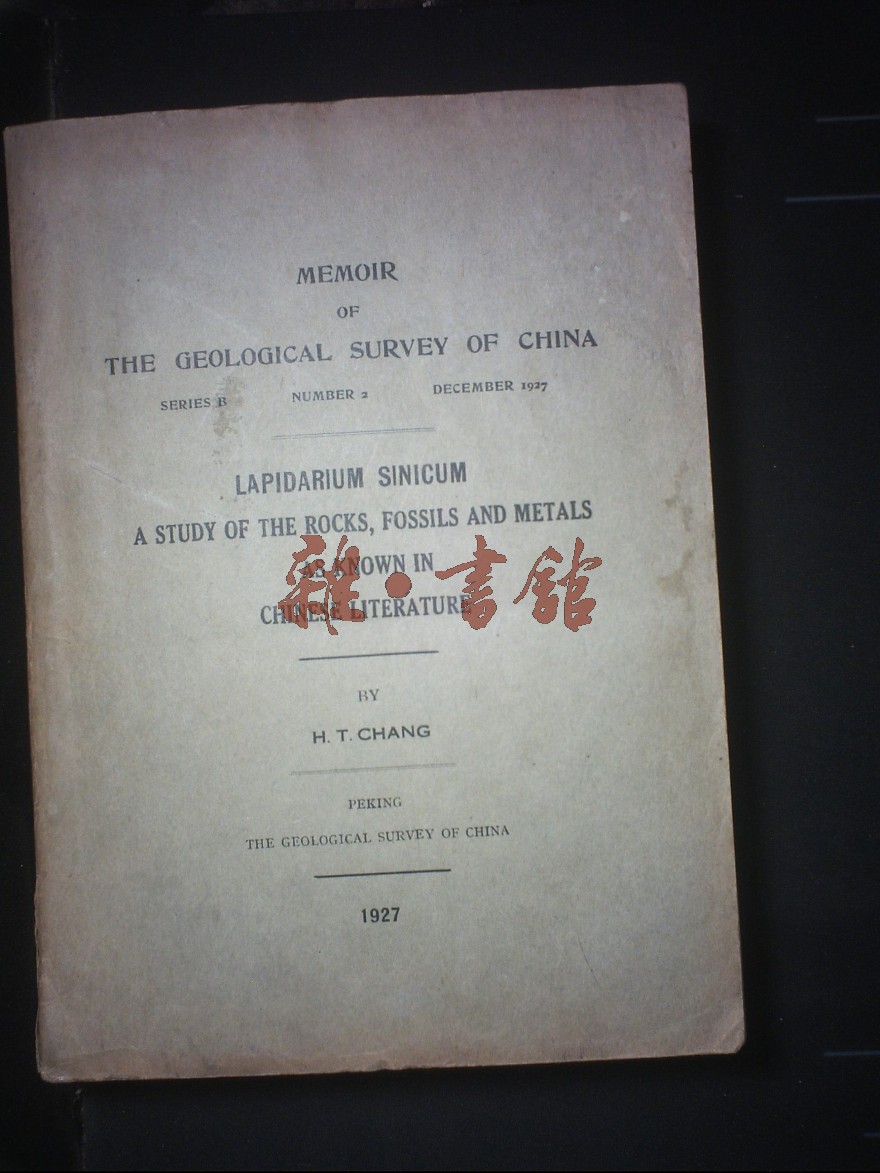 MEMOIR
OF
THE GEOLOGICAL SURVEY OF CHINA
SERIES B NUMBER 2 DECEMBER 1927
LAPIDARIUM SINICUM
A STUDY OF THE ROCKS, FOSSILS AND METALS
AS KNOWN IN
雜·書館
CHINESE LITERATURE
BY
H. T. CHANG
PEKING
THE GEOLOGICAL SURVEY OF CHINA
1927